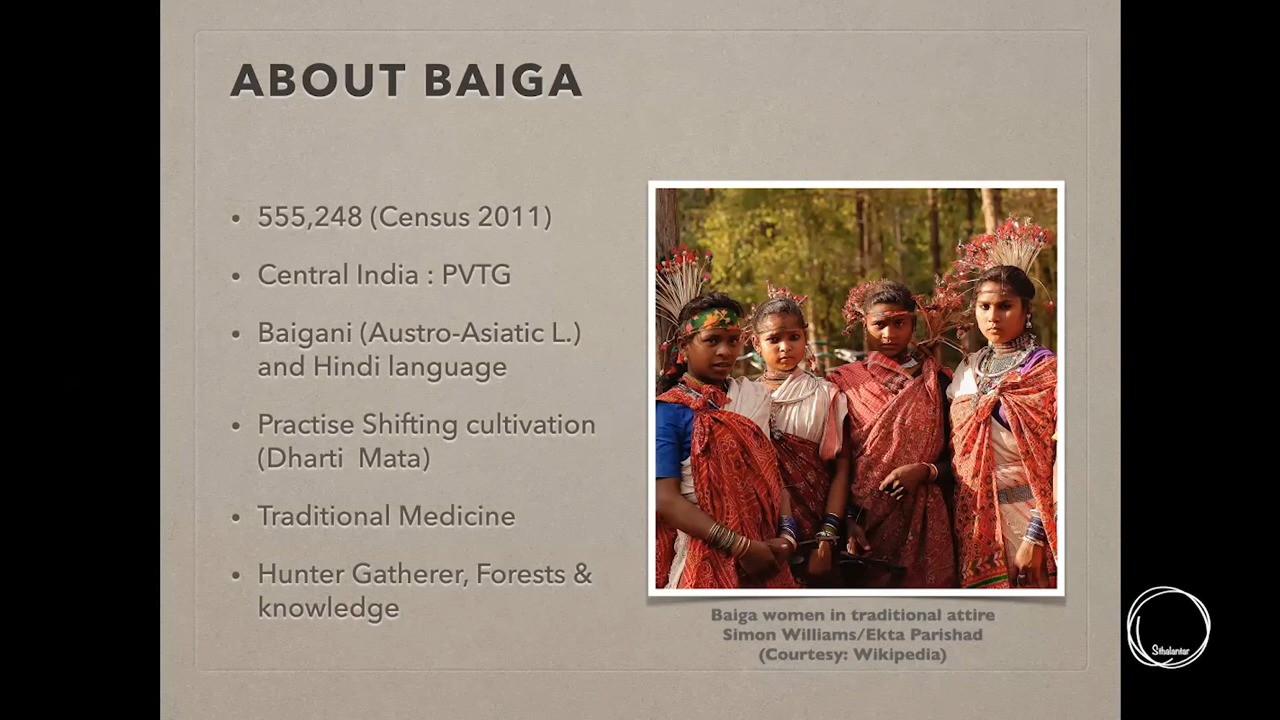 ABOUT BAIGA
• 555,248 (Census 2011)
• Central India : PVTG
• Baigani (Austro-Asiatic L.)
and Hindi language
• Practise Shifting cultivation
(Dharti Mata)
• Traditional Medicine
• Hunter Gatherer, Forests &
knowledge
Baiga women in traditional attire
Simon Williams/Ekta Parishad
(Courtesy: Wikipedia)
Sthalantar